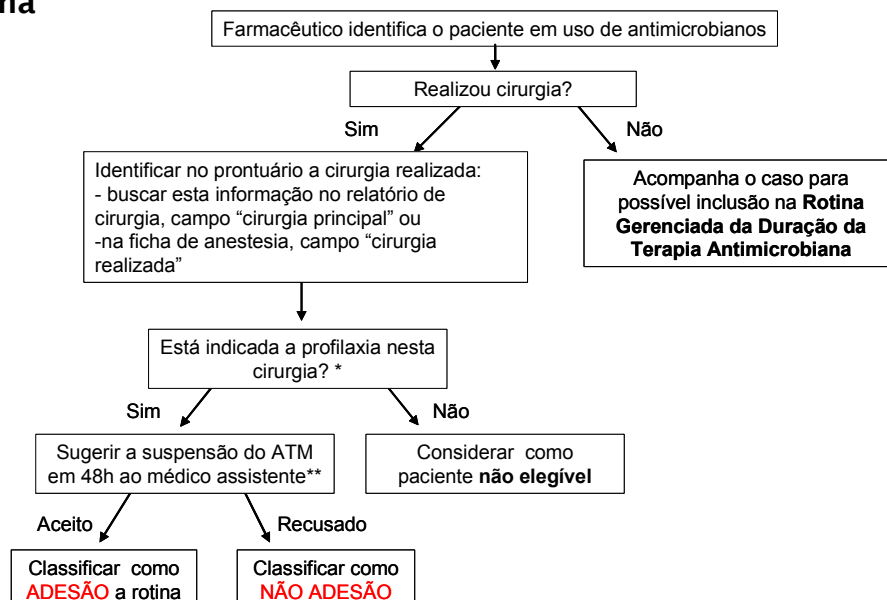 Farmacêutico identifica o paciente em uso de antimicrobianos
Realizou cirurgia?
Sim
Não
Identificar no prontuário a cirurgia realizada:
- buscar esta informação no relatório de
cirurgia, campo “cirurgia principal” ou
-na ficha de anestesia, campo “cirurgia
realizada”
Acompanha o caso para
possível inclusão na Rotina
Gerenciada da Duração da
Terapia Antimicrobiana
Está indicada a profilaxia nesta
cirurgia? *
Sim
Não
Sugerir a suspensão do ATM
em 48h ao médico assistente**
Considerar como
paciente não elegível
Aceito
Recusado
Classificar como
ADESÃO a rotina
Classificar como
NÃO ADESÃO